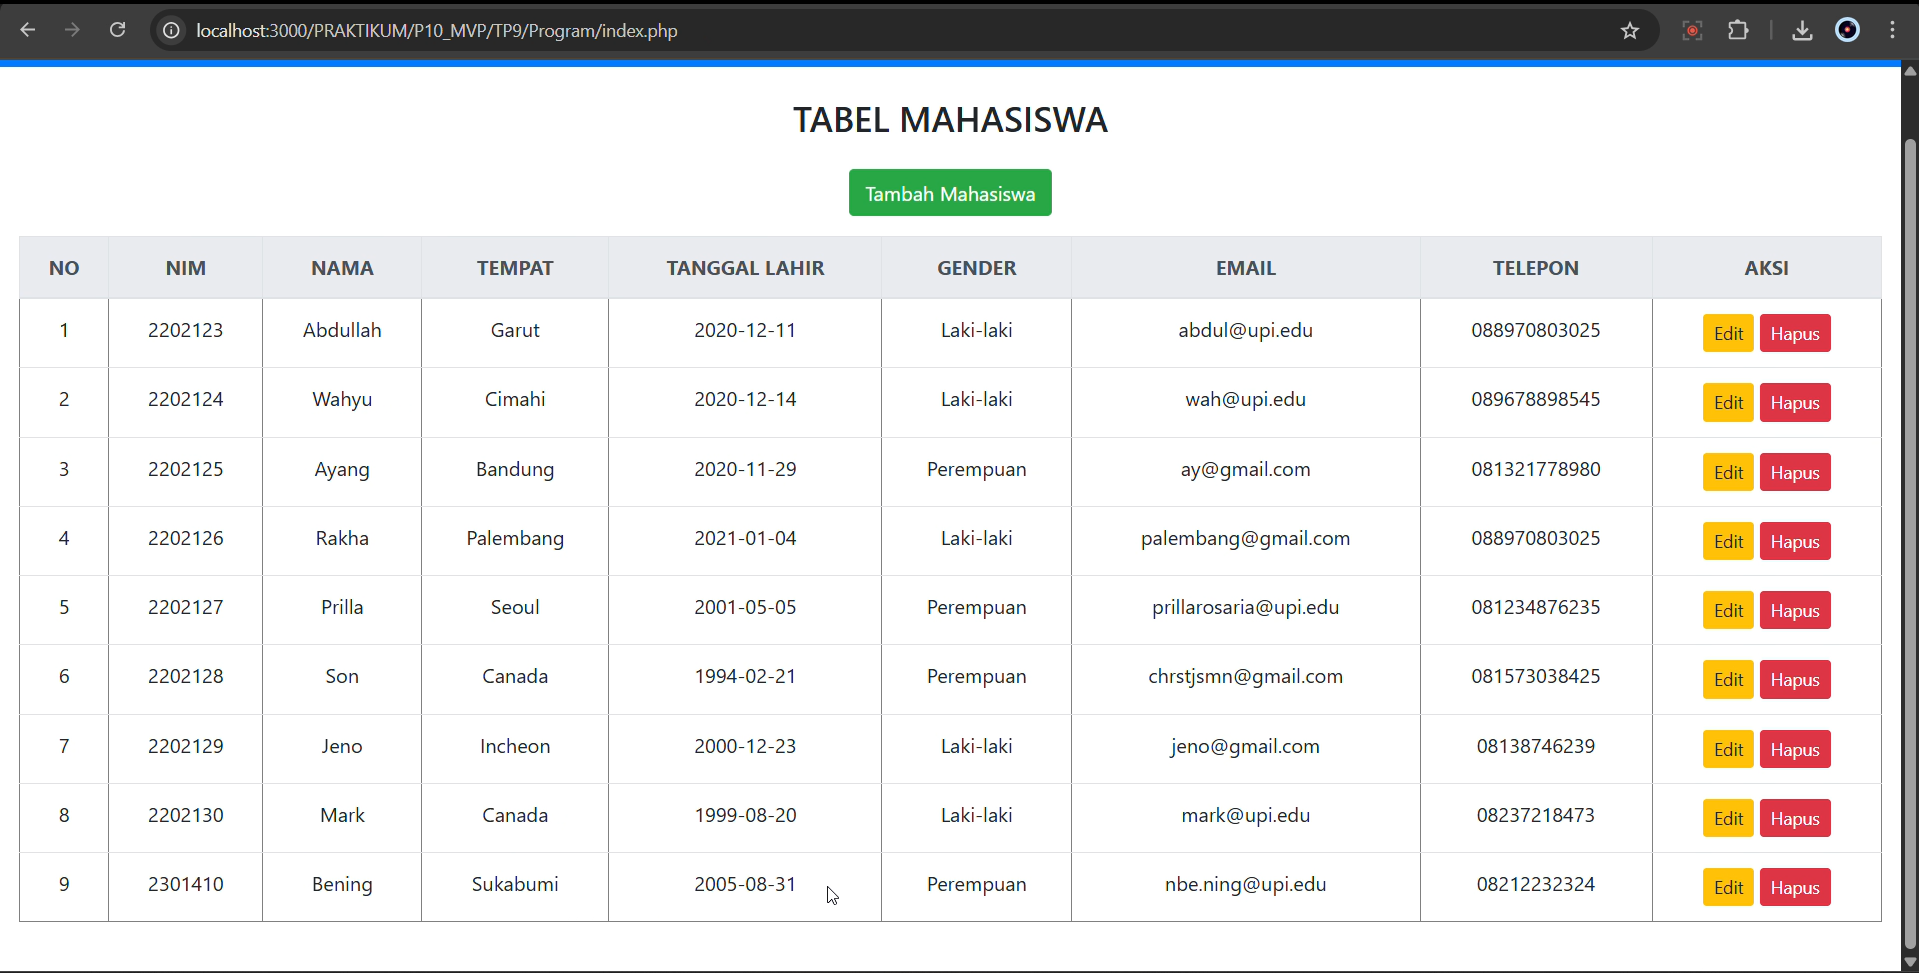 localhost:3000/PRAKTIKUM/P10_MVP/TP9/Program/index.php
TABEL MAHASISWA
Tambah Mahasiswa
NO NIM NAMA TEMPAT TANGGAL LAHIR GENDER EMAIL TELEPON AKSI
1 2202123 Abdullah Garut 2020-12-11 Laki-laki abdul@upi.edu 088970803025 Edit Hapus
2 2202124 Wahyu Cimahi 2020-12-14 Laki-laki wah@upi.edu 089678898545 Edit Hapus
3 2202125 Ayang Bandung 2020-11-29 Perempuan ay@gmail.com 081321778980 Edit Hapus
4 2202126 Rakha Palembang 2021-01-04 Laki-laki palembang@gmail.com 088970803025 Edit Hapus
5 2202127 Prilla Seoul 2001-05-05 Perempuan prillarosaria@upi.edu 081234876235 Edit Hapus
6 2202128 Son Canada 1994-02-21 Perempuan chrstjsmn@gmail.com 081573038425 Edit Hapus
7 2202129 Jeno Incheon 2000-12-23 Laki-laki jeno@gmail.com 08138746239 Edit Hapus
8 2202130 Mark Canada 1999-08-20 Laki-laki mark@upi.edu 08237218473 Edit Hapus
9 2301410 Bening Sukabumi 2005-08-31 Perempuan nbe.ning@upi.edu 08212232324 Edit Hapus